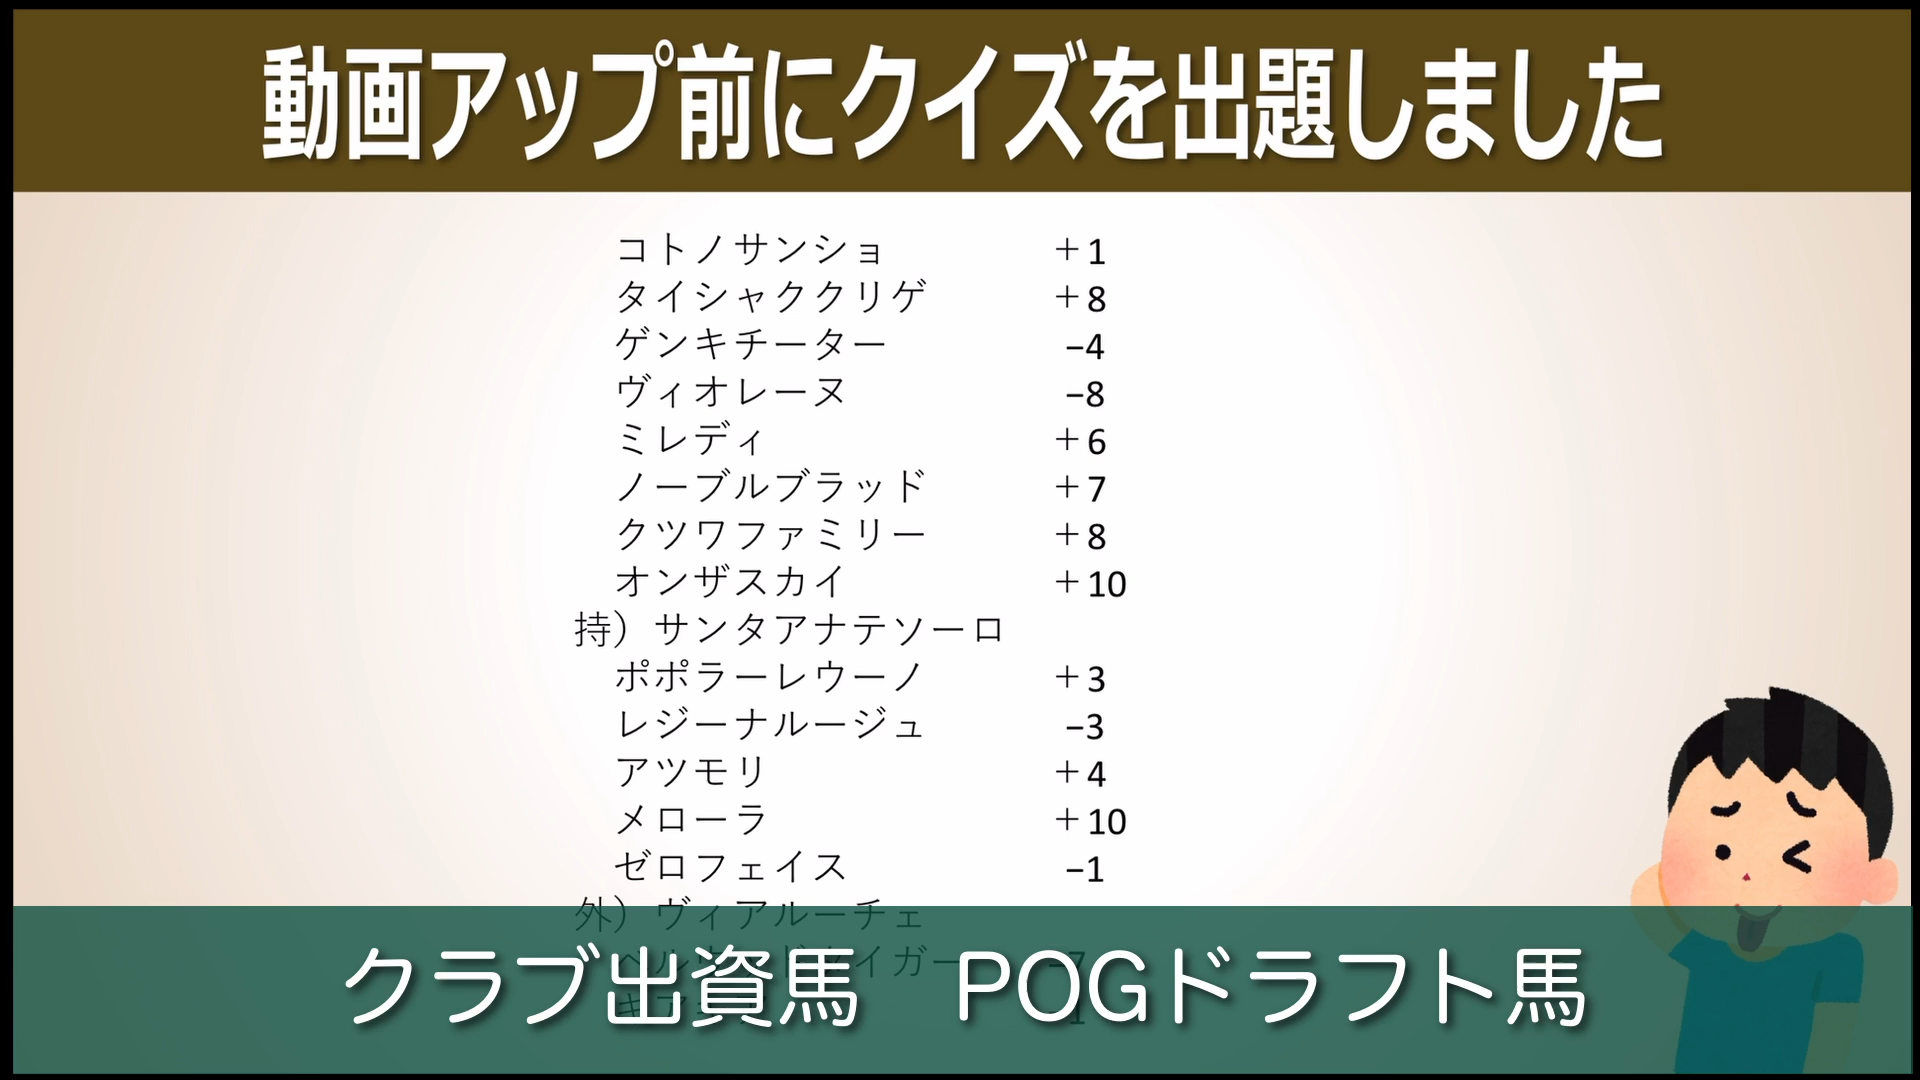 動画アップ前にクイズを出題しました
コトノサンショ ＋1
タイシャククリゲ ＋8
ゲンキチーター −4
ヴィオレーヌ −8
ミレディ ＋6
ノーブルブラッド ＋7
クツワファミリー ＋8
オンザスカイ ＋10
持）サンタアナテソーロ
ポポラーレウーノ ＋3
レジーナルージュ −3
アツモリ ＋4
メローラ ＋10
ゼロフェイス −1
外）ヴィアルーチェ
−7
クラブ出資馬　POGドラフト馬